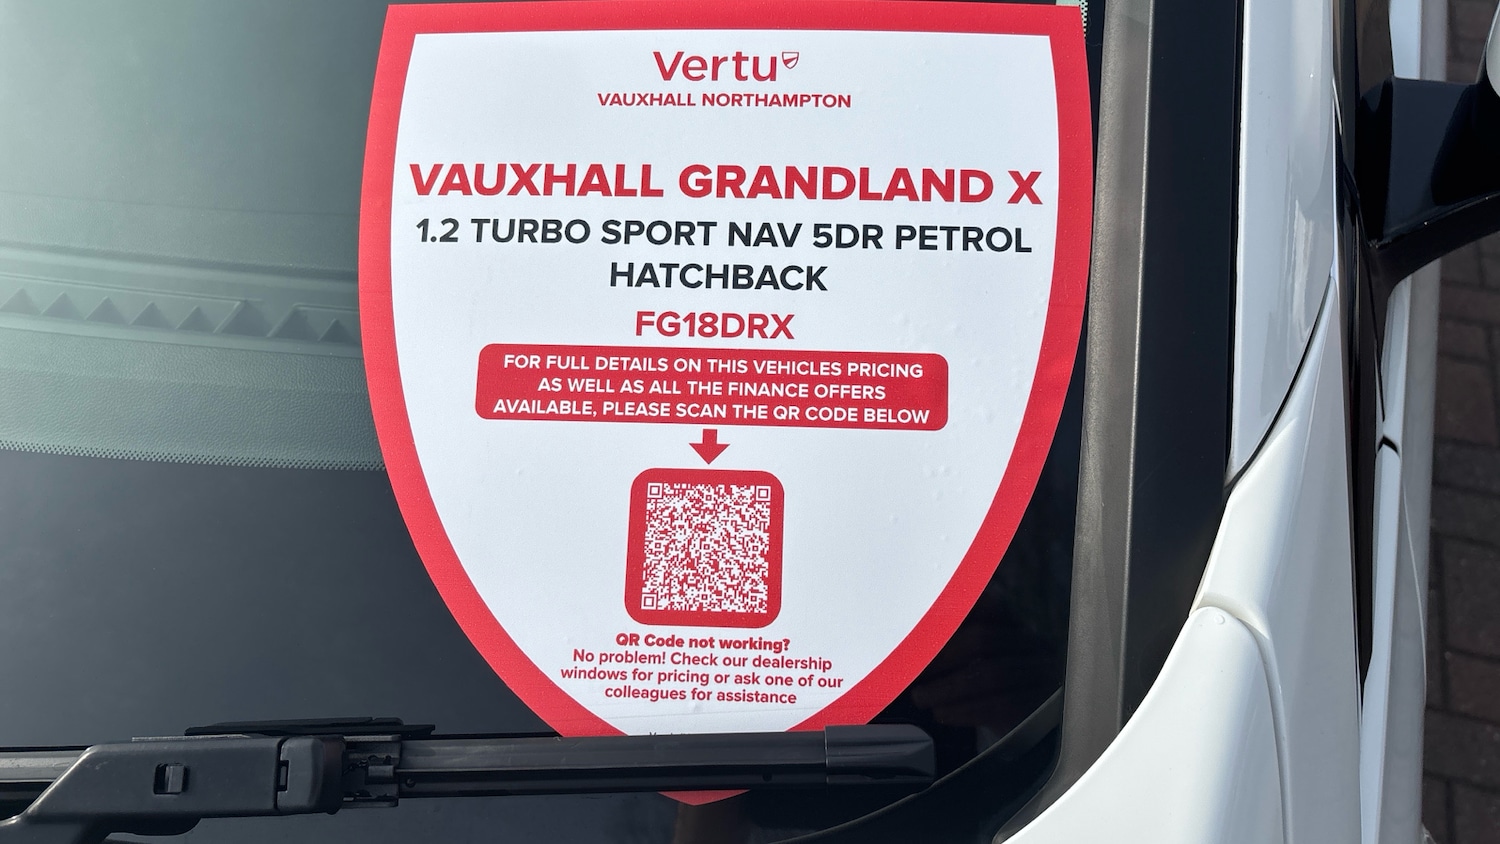 Vertu
VAUXHALL NORTHAMPTON
VAUXHALL GRANDLAND X
1.2 TURBO SPORT NAV 5DR PETROL
HATCHBACK
FG18DRX
FOR FULL DETAILS ON THIS VEHICLES PRICING
AS WELL AS ALL THE FINANCE OFFERS
AVAILABLE, PLEASE SCAN THE QR CODE BELOW
QR Code not working?
No problem! Check our dealership
windows for pricing or ask one of our
colleagues for assistance